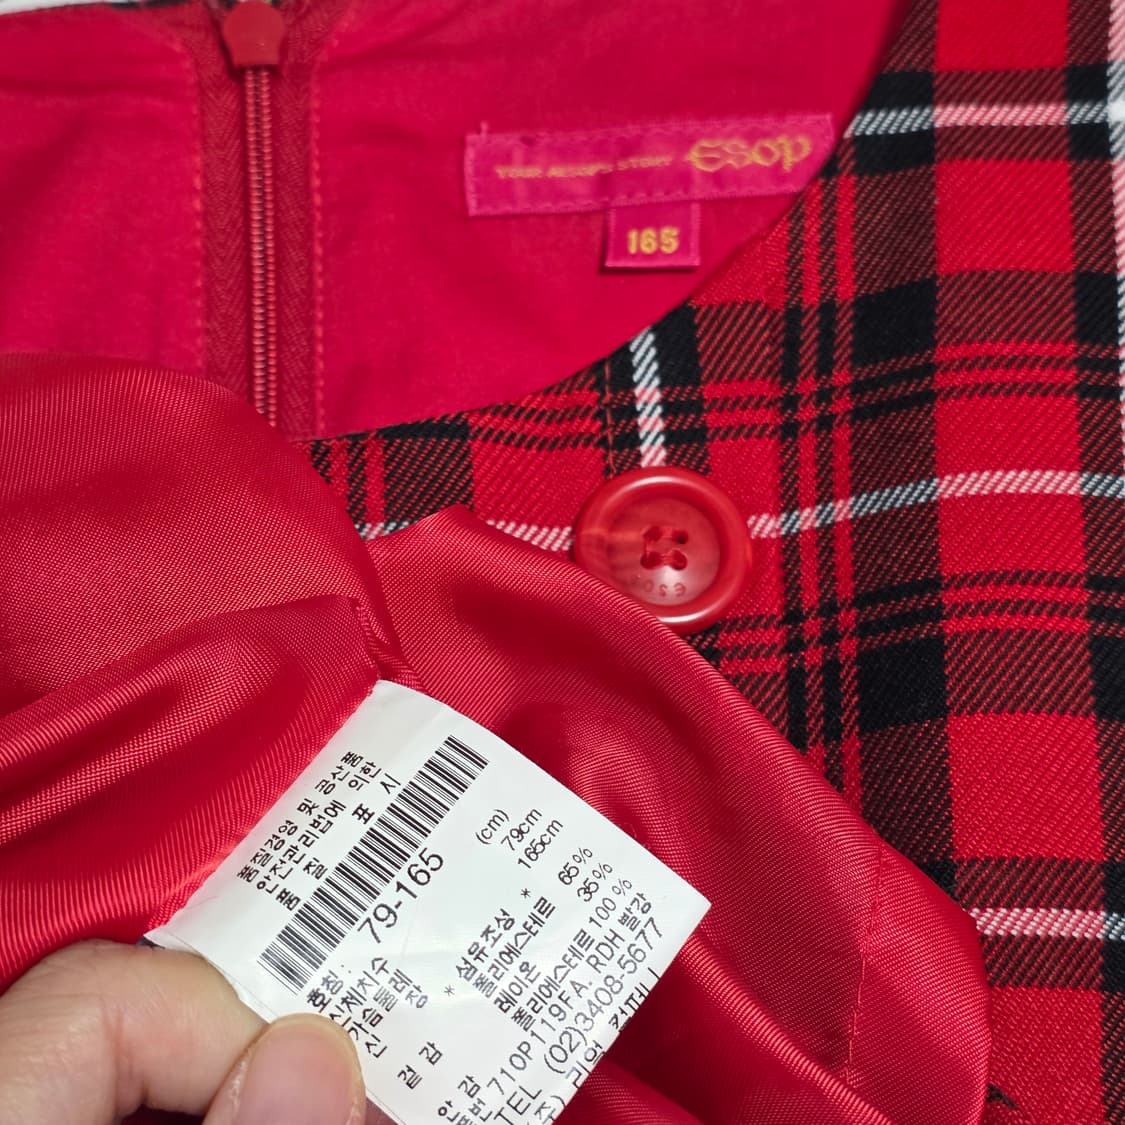 YOUR AESOP'S STORY ESOP
165
ESOP
품질경영 및 공산품
안전관리법에 의한
품 질 표 시
호칭 : 79-165
신체치수 (cm)
가슴둘레 79cm
신 장 165cm
* 섬유조성 *
겉 감 폴리에스테르 65%
레이온 35%
안 감 폴리에스테르 100%
품번 710P119FA. RDH 빨강
TEL (02)3408-5677